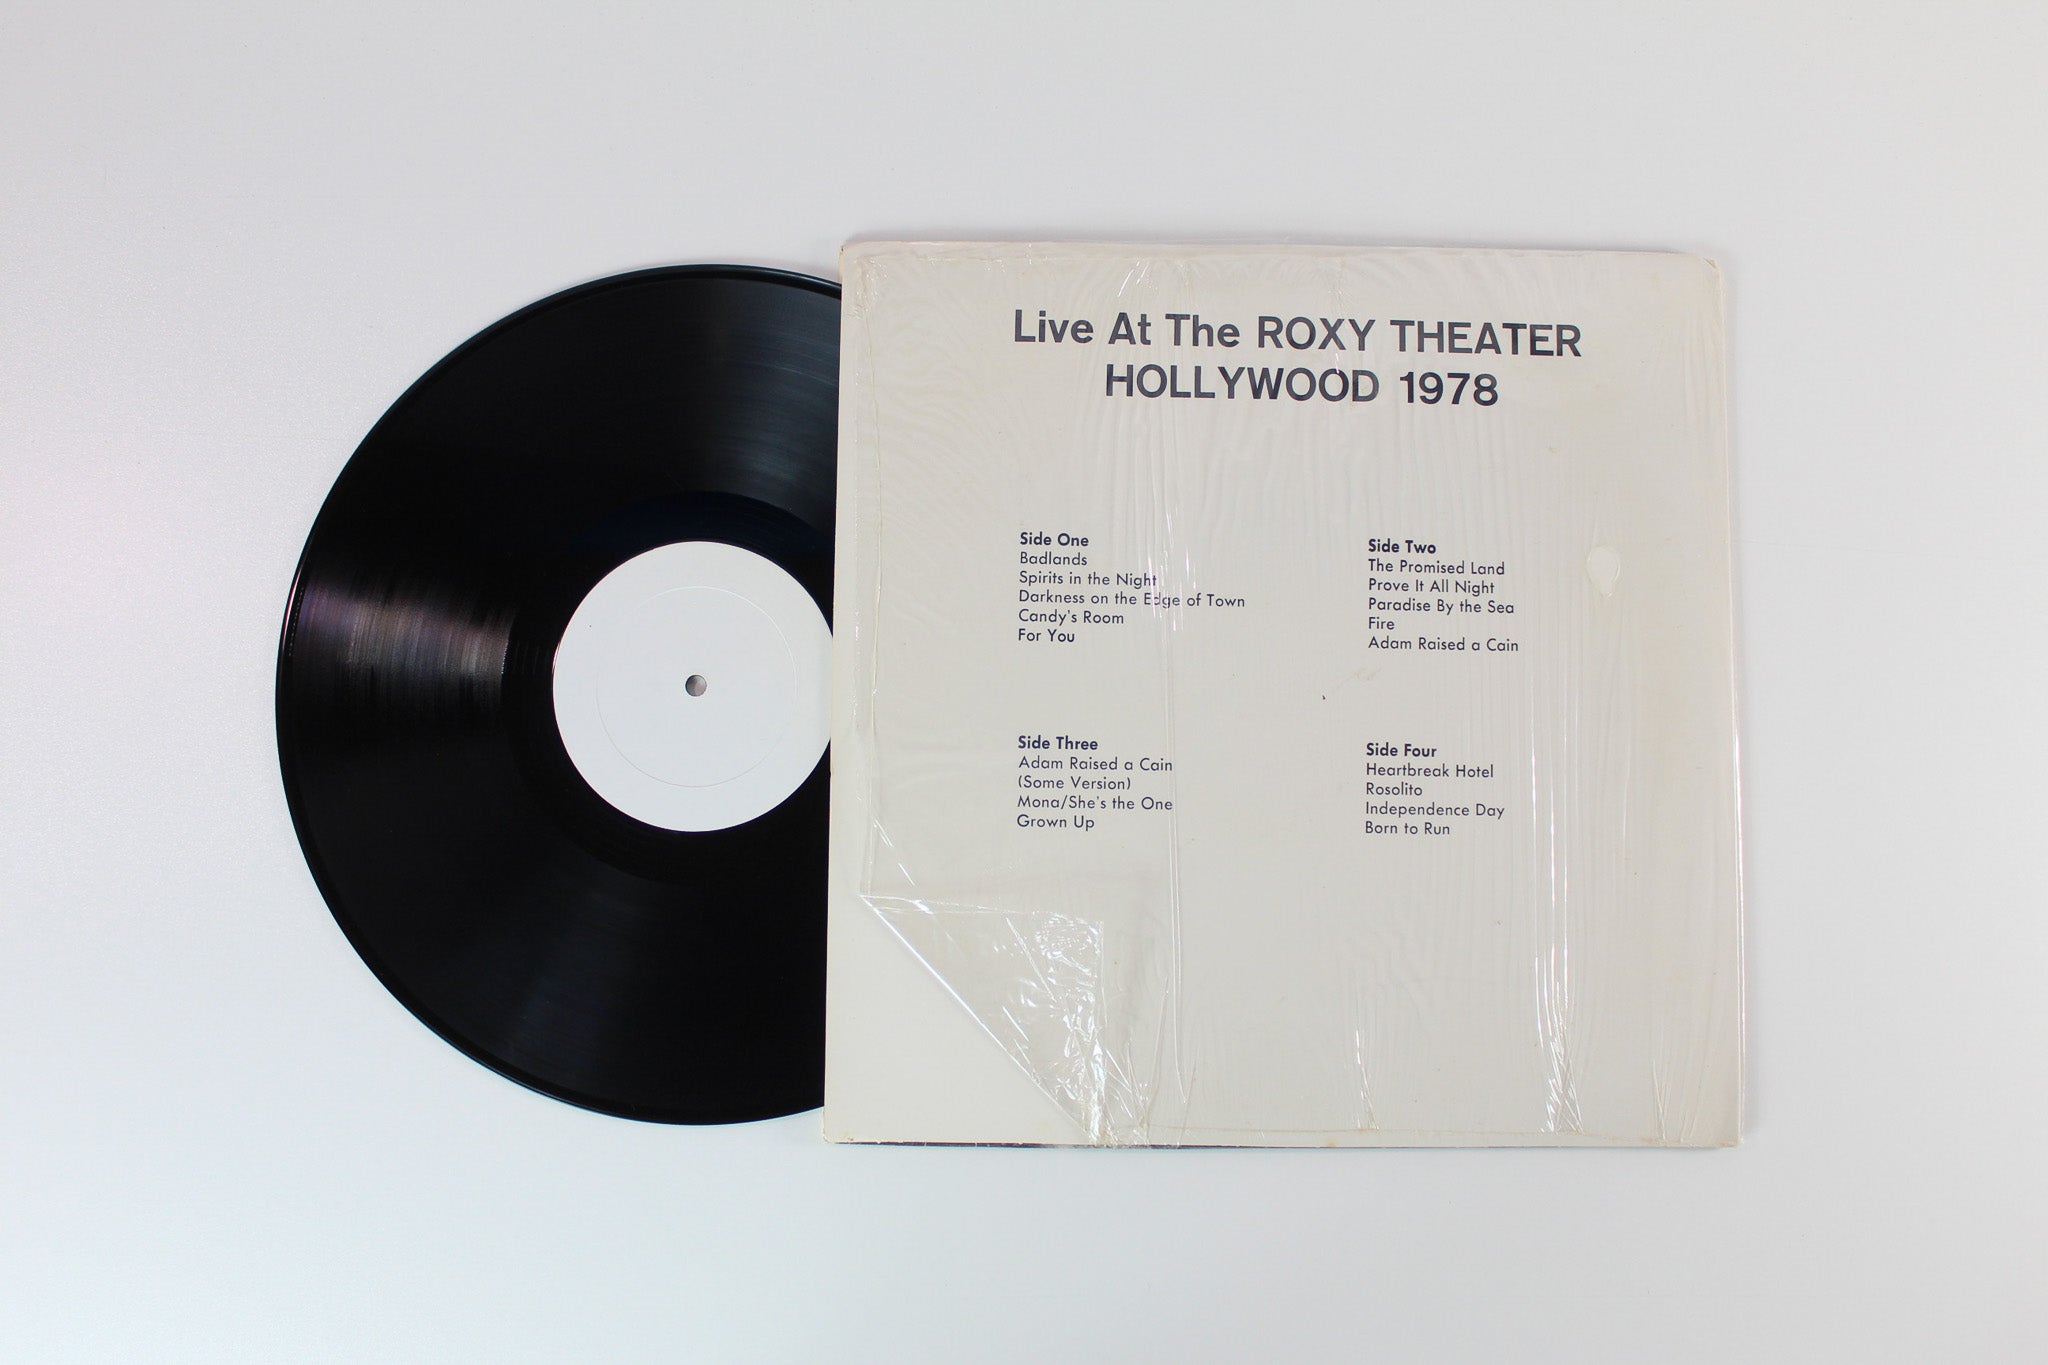 Live At The ROXY THEATER
HOLLYWOOD 1978
Side One
Badlands
Spirits in the Night
Darkness on the Edge of Town
Candy's Room
For You
Side Two
The Promised Land
Prove It All Night
Paradise By the Sea
Fire
Adam Raised a Cain
Side Three
Adam Raised a Cain
(Some Version)
Mona/She's the One
Grown Up
Side Four
Heartbreak Hotel
Rosolito
Independence Day
Born to Run